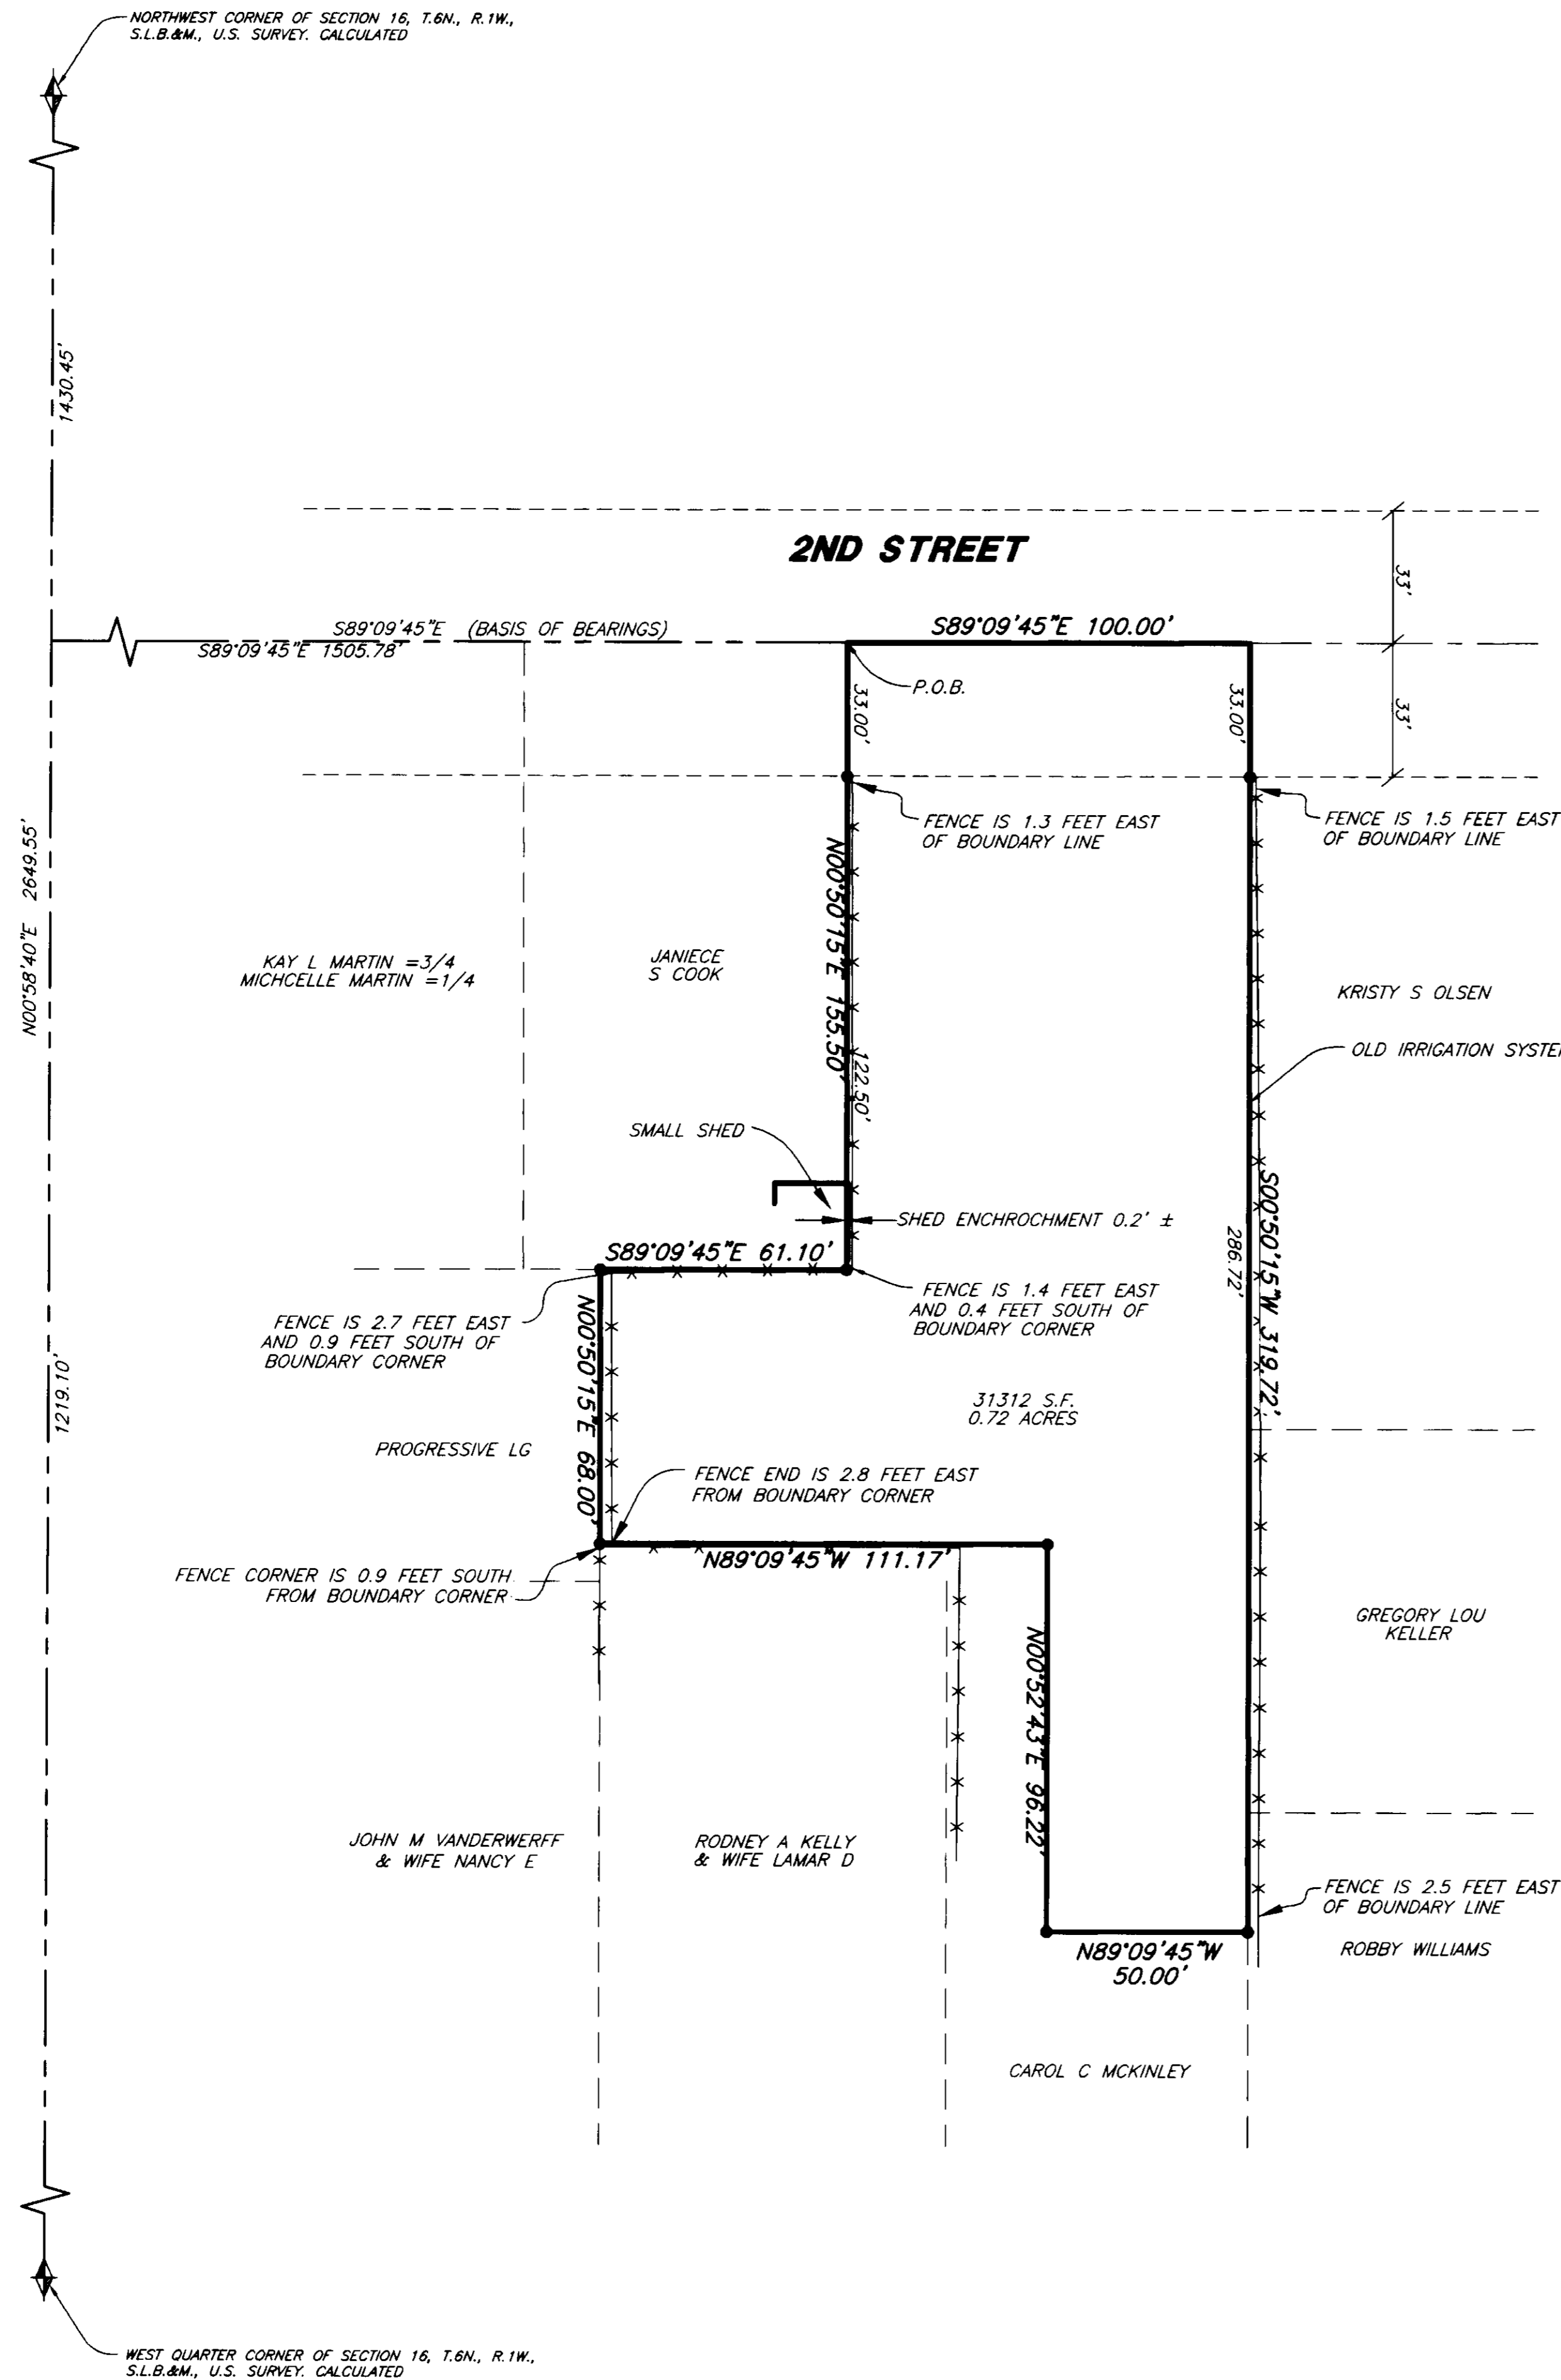 NORTHWEST CORNER OF SECTION 16, T.6N., R.1W.,
S.L.B.&M., U.S. SURVEY. CALCULATED
1430.45'
2ND STREET
33'
S89°09'45"E (BASIS OF BEARINGS)
S89°09'45"E 1505.78'
S89°09'45"E 100.00'
P.O.B.
33.00'
33.00'
33'
FENCE IS 1.3 FEET EAST
OF BOUNDARY LINE
FENCE IS 1.5 FEET EAST
OF BOUNDARY LINE
N00°58'40"E 2649.55'
KAY L MARTIN =3/4
MICHCELLE MARTIN =1/4
JANIECE
S COOK
N00°50'15"E 155.50'
122.50'
KRISTY S OLSEN
OLD IRRIGATION SYSTE
SMALL SHED
SHED ENCHROCHMENT 0.2' ±
S00°50'15"W 319.72'
286.72'
S89°09'45"E 61.10'
FENCE IS 2.7 FEET EAST
AND 0.9 FEET SOUTH OF
BOUNDARY CORNER
FENCE IS 1.4 FEET EAST
AND 0.4 FEET SOUTH OF
BOUNDARY CORNER
N00°50'15"E 68.00'
1219.10'
31312 S.F.
0.72 ACRES
PROGRESSIVE LG
FENCE END IS 2.8 FEET EAST
FROM BOUNDARY CORNER
N89°09'45"W 111.17'
FENCE CORNER IS 0.9 FEET SOUTH
FROM BOUNDARY CORNER
GREGORY LOU
KELLER
N00°52'43"E 96.22'
JOHN M VANDERWERFF
& WIFE NANCY E
RODNEY A KELLY
& WIFE LAMAR D
FENCE IS 2.5 FEET EAST
OF BOUNDARY LINE
ROBBY WILLIAMS
N89°09'45"W
50.00'
CAROL C MCKINLEY
WEST QUARTER CORNER OF SECTION 16, T.6N., R.1W.,
S.L.B.&M., U.S. SURVEY. CALCULATED